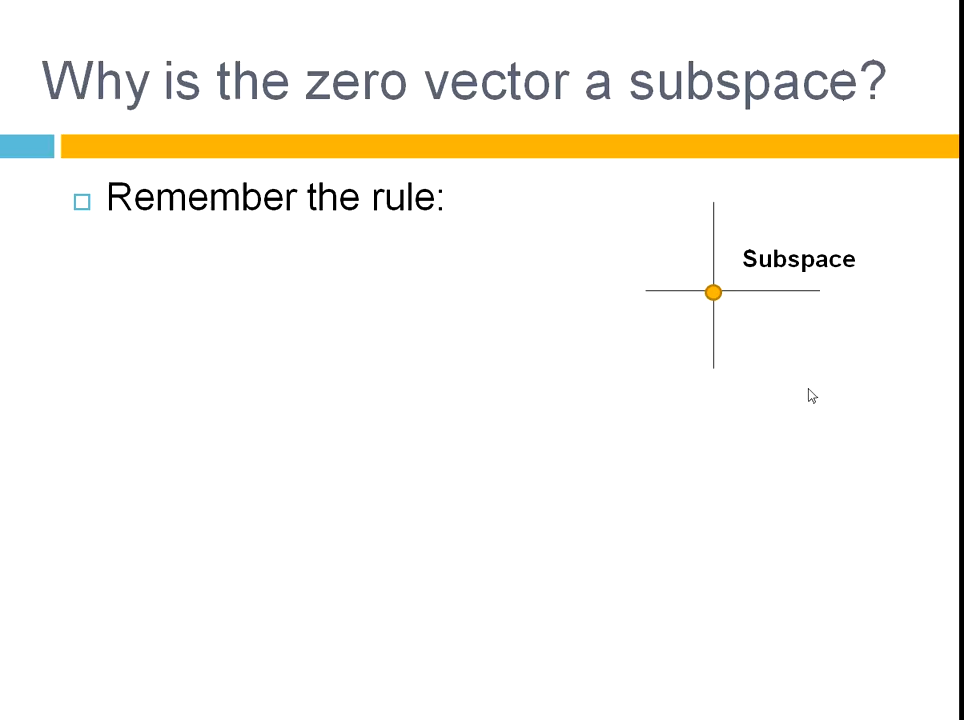 Why is the zero vector a subspace?
Remember the rule:
Subspace